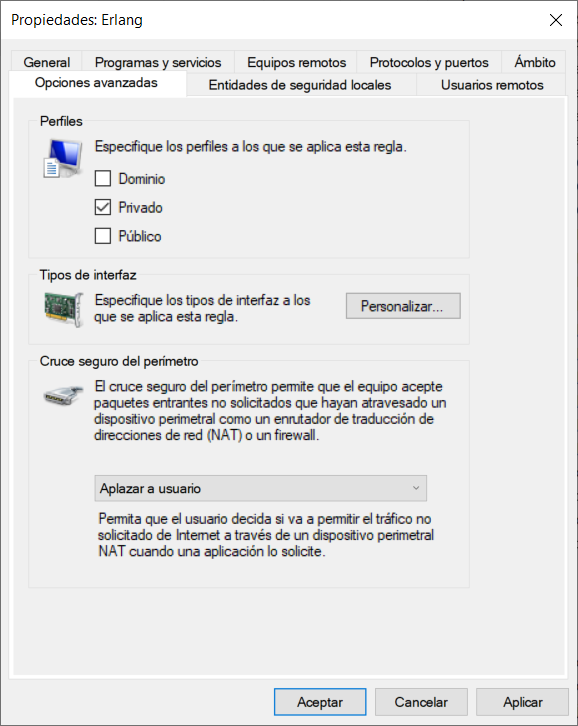 Propiedades: Erlang
General
Programas y servicios
Equipos remotos
Protocolos y puertos
Ámbito
Opciones avanzadas
Entidades de seguridad locales
Usuarios remotos
Perfiles
Especifique los perfiles a los que se aplica esta regla.
Dominio
Privado
Público
Tipos de interfaz
Especifique los tipos de interfaz a los
que se aplica esta regla.
Personalizar...
Cruce seguro del perímetro
El cruce seguro del perímetro permite que el equipo acepte
paquetes entrantes no solicitados que hayan atravesado un
dispositivo perimetral como un enrutador de traducción de
direcciones de red (NAT) o un firewall.
Aplazar a usuario
Permita que el usuario decida si va a permitir el tráfico no
solicitado de Internet a través de un dispositivo perimetral
NAT cuando una aplicación lo solicite.
Aceptar
Cancelar
Aplicar